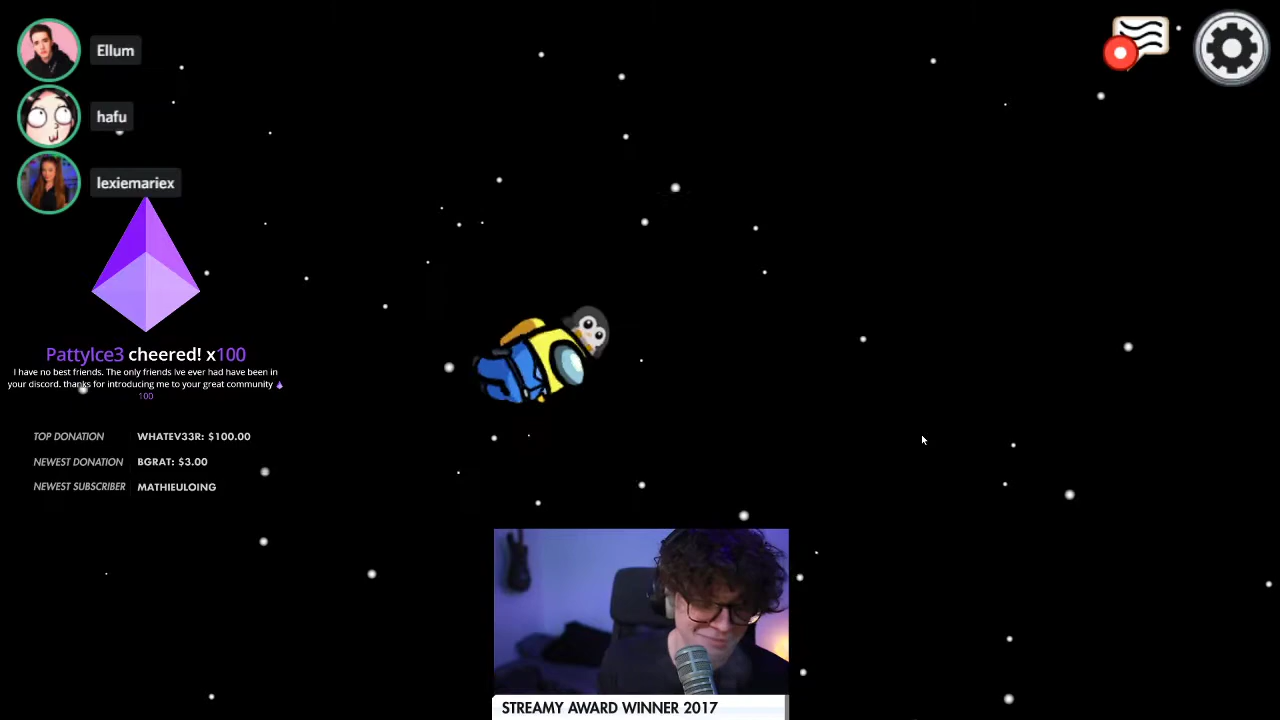 Ellum
hafu
lexiemariex
PattyIce3 cheered! x100
I have no best friends. The only friends Ive ever had have been in
your discord. thanks for introducing me to your great community
100
TOP DONATION WHATEV33R: $100.00
NEWEST DONATION BGRAT: $3.00
NEWEST SUBSCRIBER MATHIEULOING
STREAMY AWARD WINNER 2017